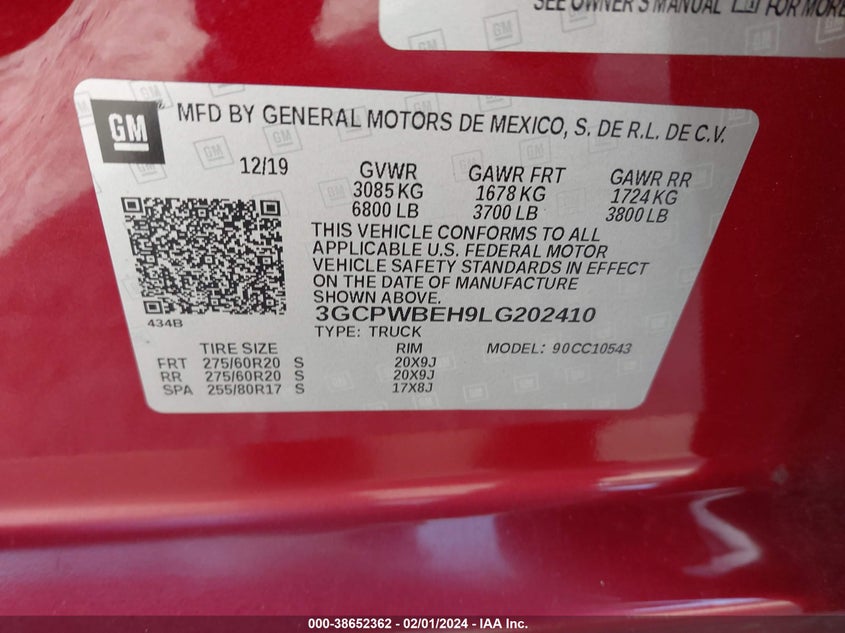 SEE OWNER'S MANUAL FOR MORE
GM
MFD BY GENERAL MOTORS DE MEXICO, S. DE R.L. DE C.V.
12/19 GVWR GAWR FRT GAWR RR
3085 KG 1678 KG 1724 KG
6800 LB 3700 LB 3800 LB
THIS VEHICLE CONFORMS TO ALL
APPLICABLE U.S. FEDERAL MOTOR
VEHICLE SAFETY STANDARDS IN EFFECT
ON THE DATE OF MANUFACTURE
SHOWN ABOVE.
434B
3GCPWBEH9LG202410
TYPE: TRUCK
TIRE SIZE RIM MODEL: 90CC10543
FRT 275/60R20 S 20X9J
RR 275/60R20 S 20X9J
SPA 255/80R17 S 17X8J
000-38652362 - 02/01/2024 - IAAI.com